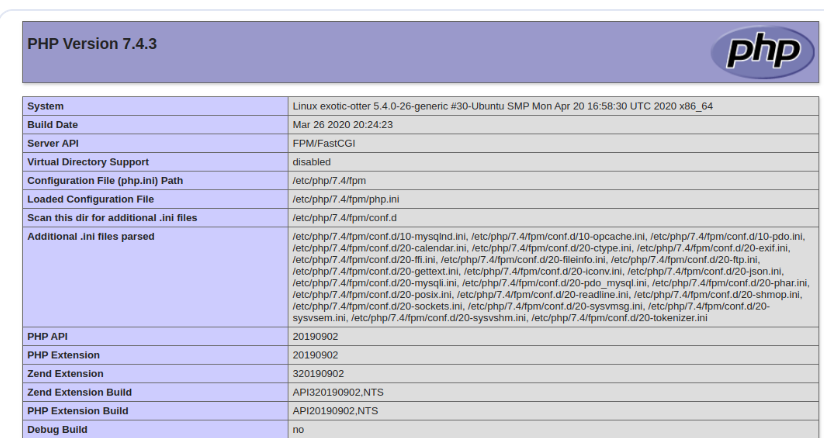 PHP Version 7.4.3
php
System Linux exotic-otter 5.4.0-26-generic #30-Ubuntu SMP Mon Apr 20 16:58:30 UTC 2020 x86_64
Build Date Mar 26 2020 20:24:23
Server API FPM/FastCGI
Virtual Directory Support disabled
Configuration File (php.ini) Path /etc/php/7.4/fpm
Loaded Configuration File /etc/php/7.4/fpm/php.ini
Scan this dir for additional .ini files /etc/php/7.4/fpm/conf.d
Additional .ini files parsed /etc/php/7.4/fpm/conf.d/10-mysqlnd.ini, /etc/php/7.4/fpm/conf.d/10-opcache.ini, /etc/php/7.4/fpm/conf.d/10-pdo.ini,
/etc/php/7.4/fpm/conf.d/20-calendar.ini, /etc/php/7.4/fpm/conf.d/20-ctype.ini, /etc/php/7.4/fpm/conf.d/20-exif.ini,
/etc/php/7.4/fpm/conf.d/20-ffi.ini, /etc/php/7.4/fpm/conf.d/20-fileinfo.ini, /etc/php/7.4/fpm/conf.d/20-ftp.ini,
/etc/php/7.4/fpm/conf.d/20-gettext.ini, /etc/php/7.4/fpm/conf.d/20-iconv.ini, /etc/php/7.4/fpm/conf.d/20-json.ini,
/etc/php/7.4/fpm/conf.d/20-mysqli.ini, /etc/php/7.4/fpm/conf.d/20-pdo_mysql.ini, /etc/php/7.4/fpm/conf.d/20-phar.ini,
/etc/php/7.4/fpm/conf.d/20-posix.ini, /etc/php/7.4/fpm/conf.d/20-readline.ini, /etc/php/7.4/fpm/conf.d/20-shmop.ini,
/etc/php/7.4/fpm/conf.d/20-sockets.ini, /etc/php/7.4/fpm/conf.d/20-sysvmsg.ini, /etc/php/7.4/fpm/conf.d/20-
sysvsem.ini, /etc/php/7.4/fpm/conf.d/20-sysvshm.ini, /etc/php/7.4/fpm/conf.d/20-tokenizer.ini
PHP API 20190902
PHP Extension 20190902
Zend Extension 320190902
Zend Extension Build API320190902,NTS
PHP Extension Build API20190902,NTS
Debug Build no